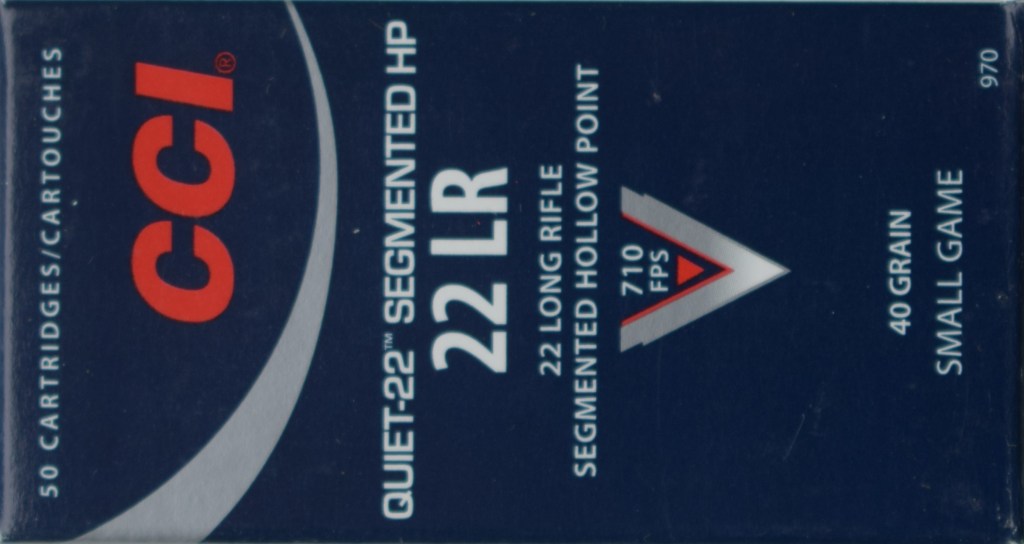 50 CARTRIDGES/CARTOUCHES
CCI®
QUIET-22™ SEGMENTED HP
22 LR
22 LONG RIFLE
SEGMENTED HOLLOW POINT
710
FPS
40 GRAIN
SMALL GAME
970